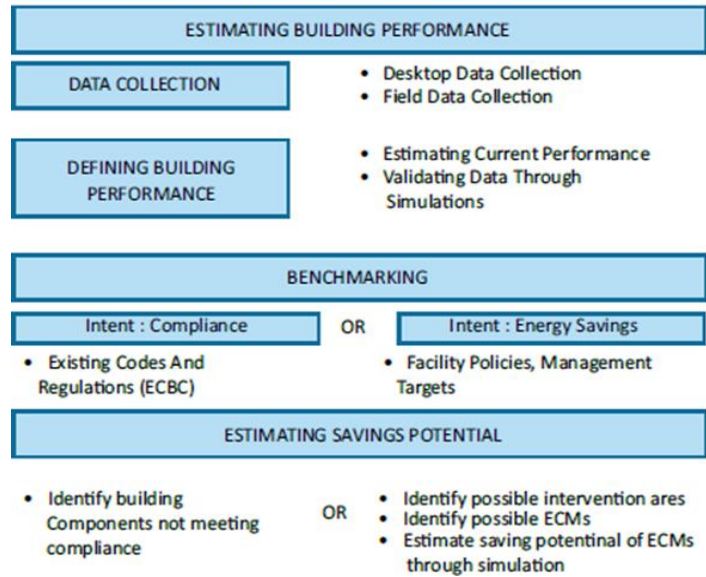 ESTIMATING BUILDING PERFORMANCE
DATA COLLECTION
• Desktop Data Collection
• Field Data Collection
DEFINING BUILDING
PERFORMANCE
• Estimating Current Performance
• Validating Data Through
Simulations
BENCHMARKING
Intent : Compliance
OR
Intent : Energy Savings
• Existing Codes And
Regulations (ECBC)
• Facility Policies, Management
Targets
ESTIMATING SAVINGS POTENTIAL
• Identify building
Components not meeting
compliance
OR
• Identify possible intervention ares
• Identify possible ECMs
• Estimate saving potentinal of ECMs
through simulation